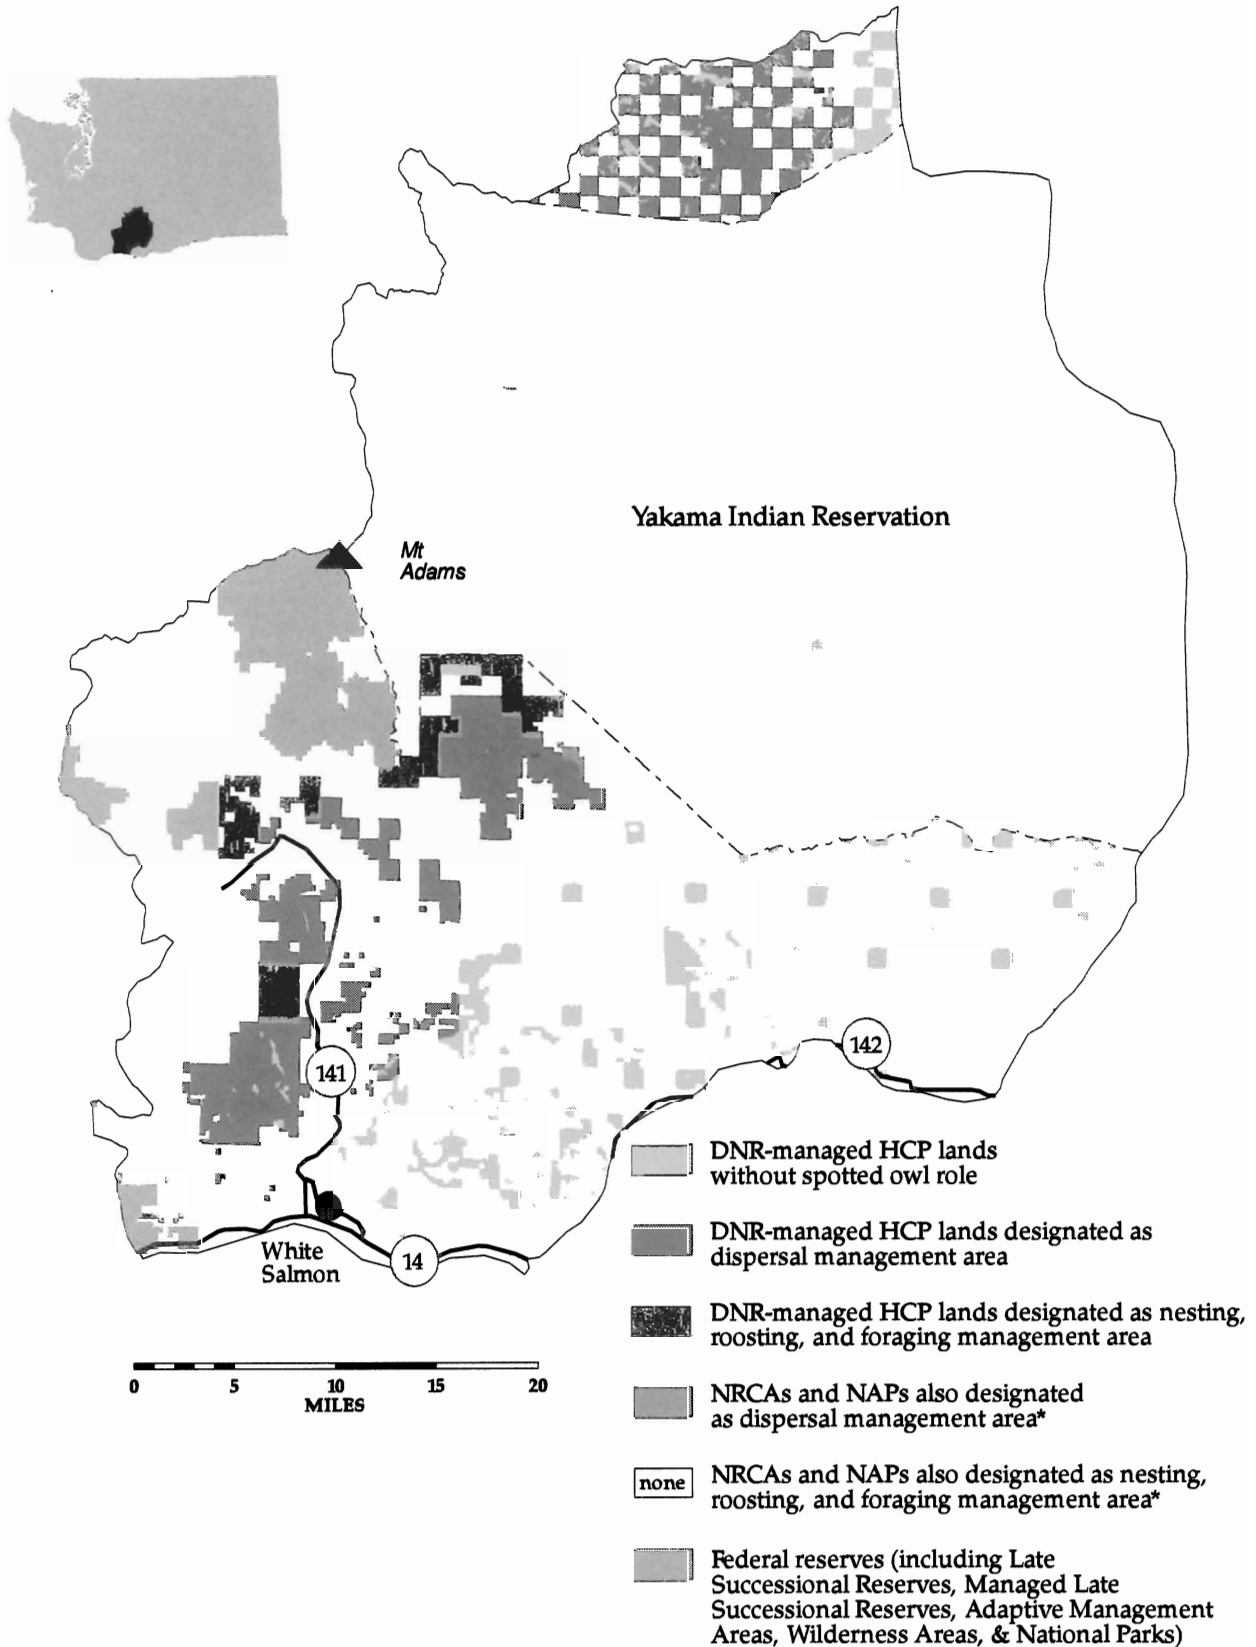 Yakama Indian Reservation
Mt
Adams
142
141
14
White
Salmon
0 5 10 15 20
MILES
DNR-managed HCP lands
without spotted owl role
DNR-managed HCP lands designated as
dispersal management area
DNR-managed HCP lands designated as nesting,
roosting, and foraging management area
NRCAs and NAPs also designated
as dispersal management area*
none
NRCAs and NAPs also designated as nesting,
roosting, and foraging management area*
Federal reserves (including Late
Successional Reserves, Managed Late
Successional Reserves, Adaptive Management
Areas, Wilderness Areas, & National Parks)